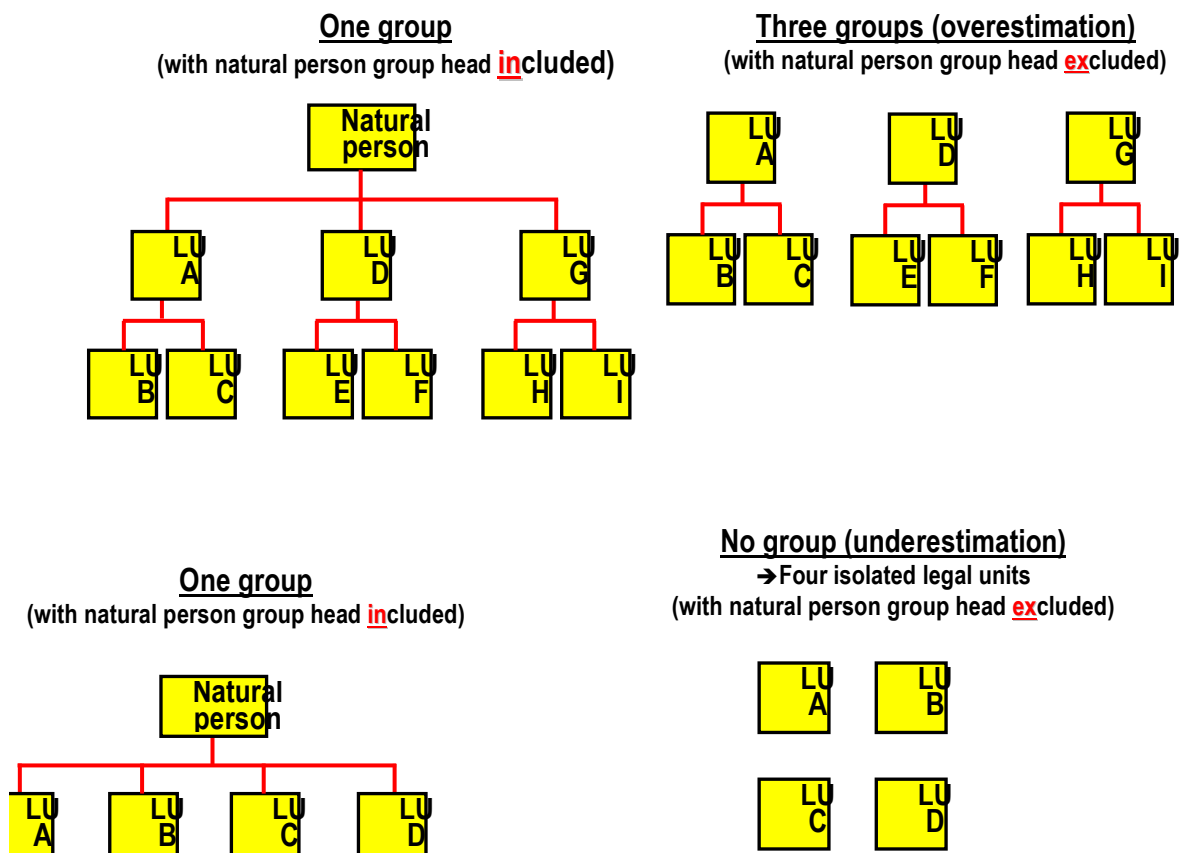 One group
(with natural person group head included)
Natural
person
LU
A
LU
D
LU
G
LU
B
LU
C
LU
E
LU
F
LU
H
LU
I
Three groups (overestimation)
(with natural person group head excluded)
LU
A
LU
D
LU
G
LU
B
LU
C
LU
E
LU
F
LU
H
LU
I
One group
(with natural person group head included)
Natural
person
LU
A
LU
B
LU
C
LU
D
No group (underestimation)
➔Four isolated legal units
(with natural person group head excluded)
LU
A
LU
B
LU
C
LU
D